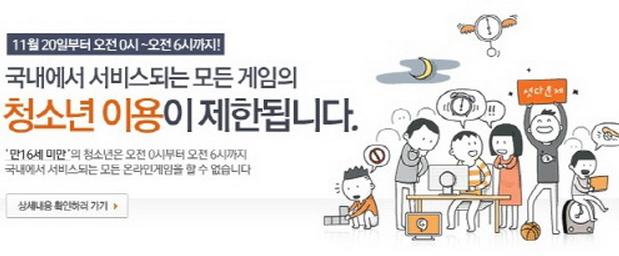 11월 20일부터 오전 0시 ~오전 6시까지!
국내에서 서비스되는 모든 게임의
청소년 이용이 제한됩니다.
'만16세 미만'의 청소년은 오전 0시부터 오전 6시까지
국내에서 서비스되는 모든 온라인게임을 할 수 없습니다
상세내용 확인하러 가기
셧다운제